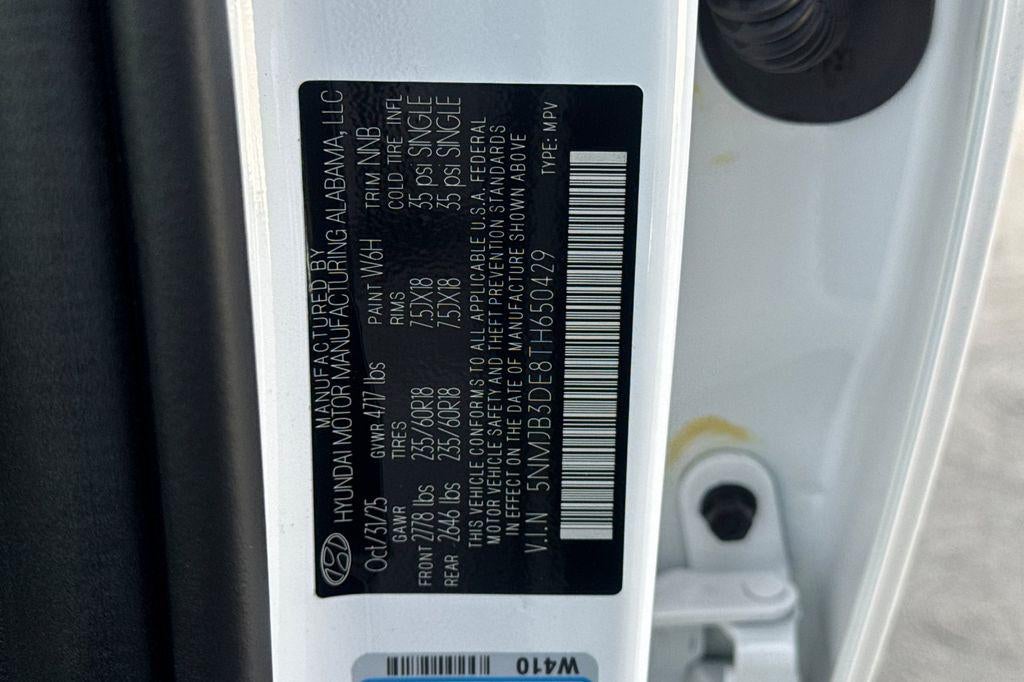 MANUFACTURED BY
HYUNDAI MOTOR MANUFACTURING ALABAMA, LLC
Oct/31/25 GVWR 4717 lbs PAINT W6H TRIM NNB
GAWR TIRES RIMS COLD TIRE INFL
FRONT 2778 lbs 235/60R18 7.5JX18 35 psi SINGLE
REAR 2646 lbs 235/60R18 7.5JX18 35 psi SINGLE
THIS VEHICLE CONFORMS TO ALL APPLICABLE U.S.A. FEDERAL
MOTOR VEHICLE SAFETY AND THEFT PREVENTION STANDARDS
IN EFFECT ON THE DATE OF MANUFACTURE SHOWN ABOVE
V.I.N 5NMJB3DE8TH650429 TYPE: MPV
W410